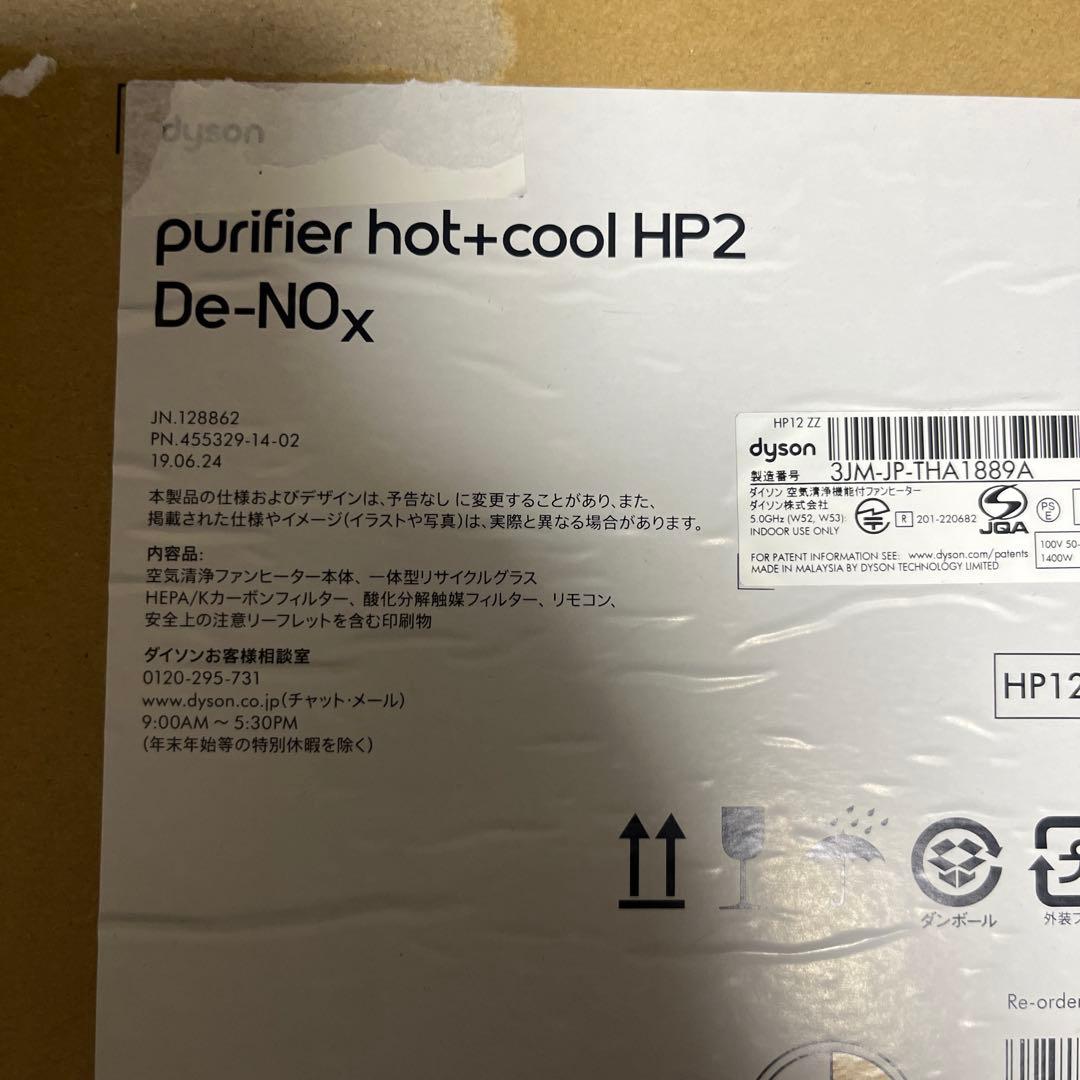 dyson
purifier hot+cool HP2
De-NOx
JN.128862
PN.455329-14-02
19.06.24
本製品の仕様およびデザインは、予告なしに変更することがあり、また、
掲載された仕様やイメージ(イラストや写真)は、実際と異なる場合があります。
内容品:
空気清浄ファンヒーター本体、一体型リサイクルグラス
HEPA/Kカーボンフィルター、酸化分解触媒フィルター、リモコン、
安全上の注意リーフレットを含む印刷物
ダイソンお客様相談室
0120-295-731
www.dyson.co.jp(チャット・メール)
9:00AM ~ 5:30PM
(年末年始等の特別休暇を除く)
HP12 ZZ
dyson
製造番号 3JM-JP-THA1889A
ダイソン 空気清浄機能付ファンヒーター
ダイソン株式会社
5.0GHz (W52, W53):
INDOOR USE ONLY
R 201-220682
JQA
PS
E
100V 50-
1400W
FOR PATENT INFORMATION SEE: www.dyson.com/patents
MADE IN MALAYSIA BY DYSON TECHNOLOGY LIMITED
HP12
ダンボール
外装
Re-order